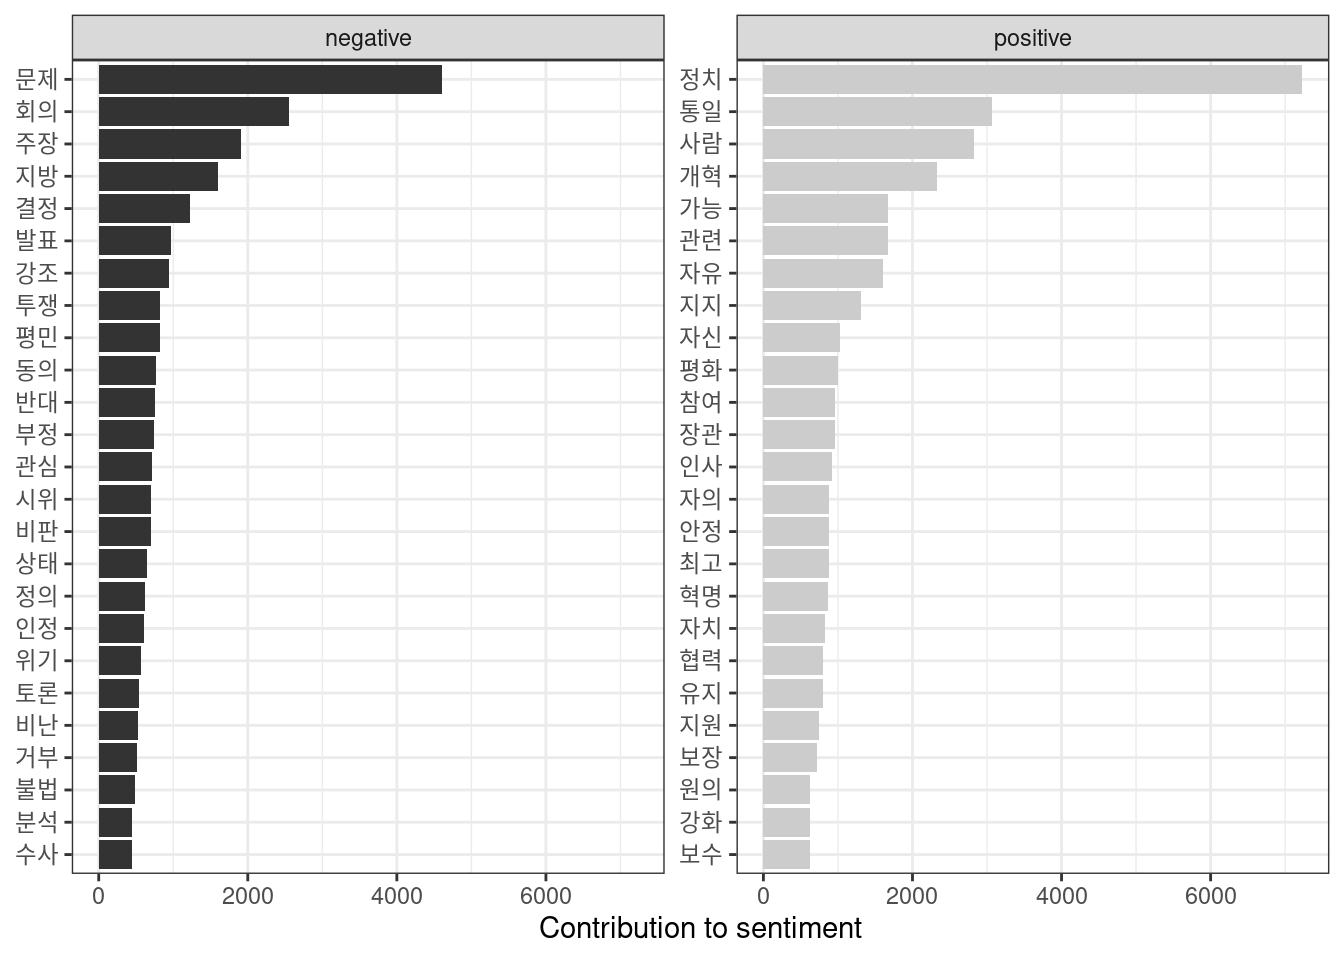 negative
문제
회의
주장
지방
결정
발표
강조
투쟁
평민
동의
반대
부정
관심
시위
비판
상태
정의
인정
위기
토론
비난
거부
불법
분석
수사
0 2000 4000 6000
positive
정치
통일
사람
개혁
가능
관련
자유
지지
자신
평화
참여
장관
인사
자의
안정
최고
혁명
자치
협력
유지
지원
보장
원의
강화
보수
0 2000 4000 6000
Contribution to sentiment